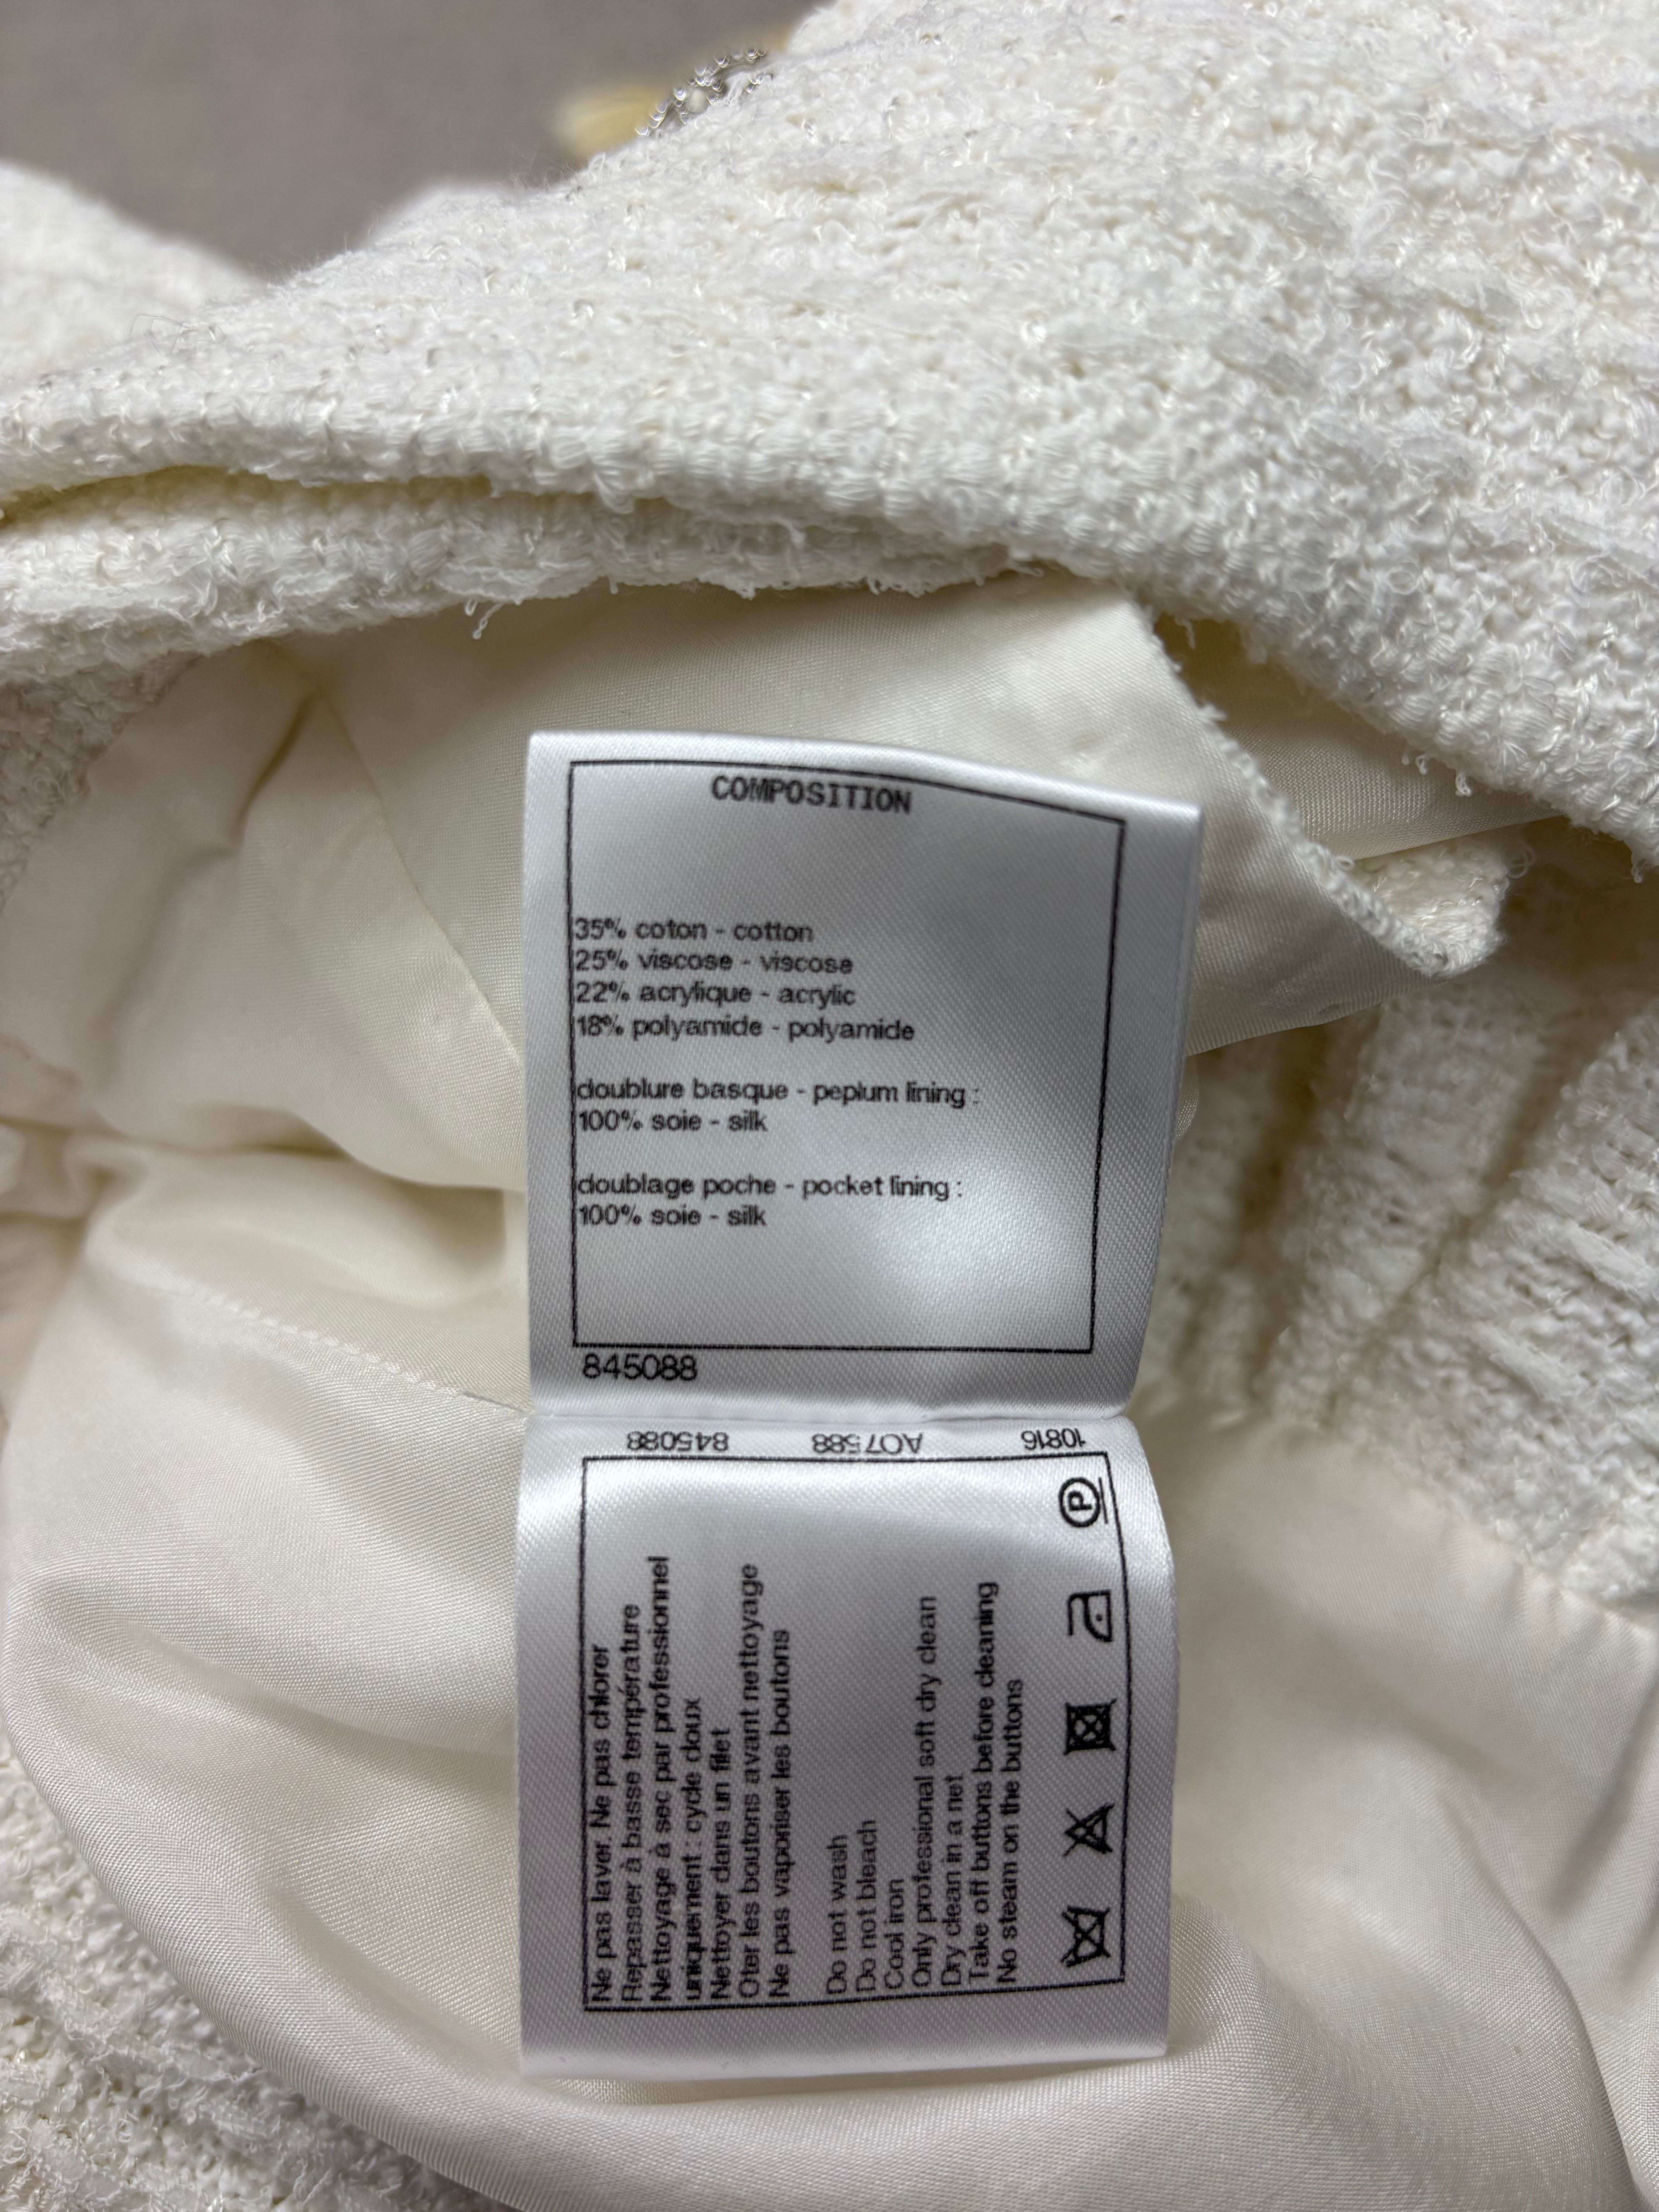 COMPOSITION
35% coton - cotton
25% viscose - viscose
22% acrylique - acrylic
18% polyamide - polyamide
doublure basque - peplum lining :
100% soie - silk
doublage poche - pocket lining :
100% soie - silk
845088
10816 A07588 845088
Ne pas laver. Ne pas chlorer
Repasser à basse température
Nettoyage à sec par professionnel
uniquement : cycle doux
Nettoyer dans un filet
Oter les boutons avant nettoyage
Ne pas vaporiser les boutons
Do not wash
Do not bleach
Cool iron
Only professional soft dry clean
Dry clean in a net
Take off buttons before cleaning
No steam on the buttons
P